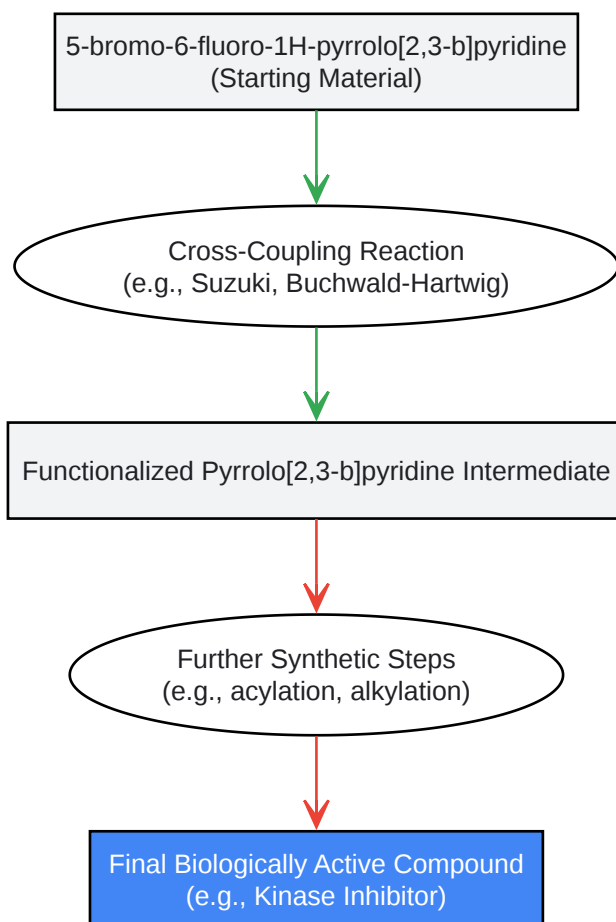 5-bromo-6-fluoro-1H-pyrrolo[2,3-b]pyridine
(Starting Material)
Cross-Coupling Reaction
(e.g., Suzuki, Buchwald-Hartwig)
Functionalized Pyrrolo[2,3-b]pyridine Intermediate
Further Synthetic Steps
(e.g., acylation, alkylation)
Final Biologically Active Compound
(e.g., Kinase Inhibitor)